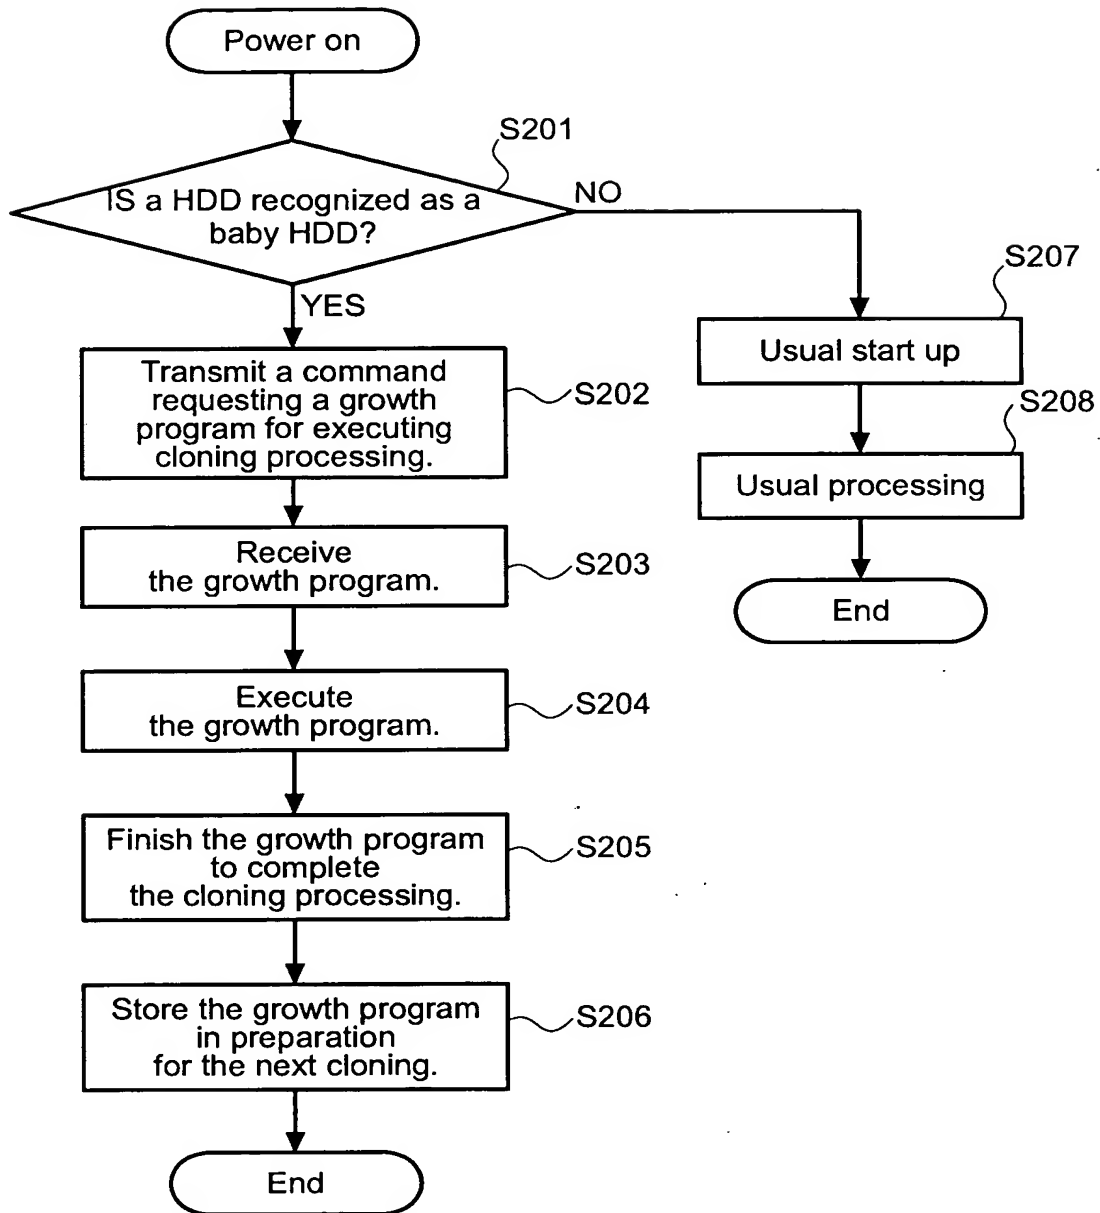 Power on
S201
IS a HDD recognized as a
baby HDD?
NO
YES
S207
Usual start up
Transmit a command
requesting a growth
program for executing
cloning processing.
S202
S208
Usual processing
Receive
the growth program.
S203
End
Execute
the growth program.
S204
Finish the growth program
to complete
the cloning processing.
S205
Store the growth program
in preparation
for the next cloning.
S206
End